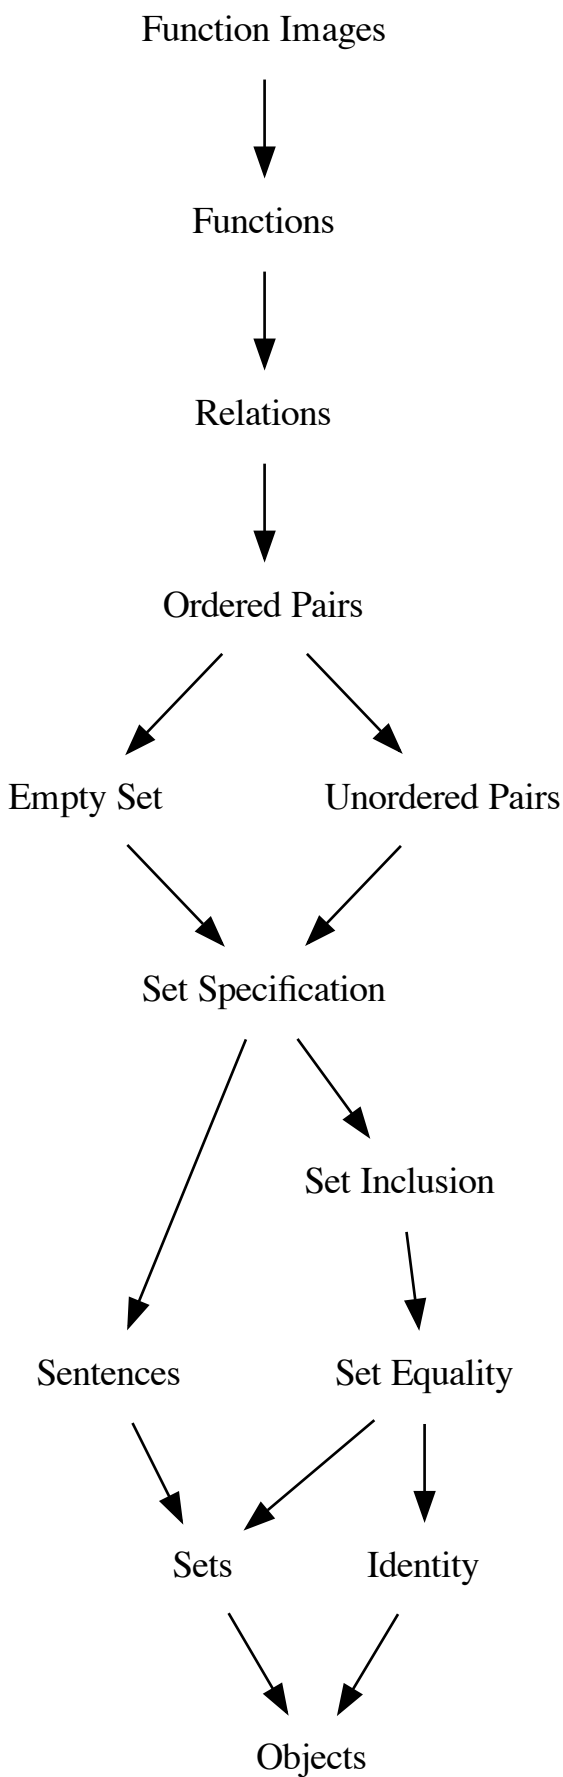 Function Images
Functions
Relations
Ordered Pairs
Empty Set
Unordered Pairs
Set Specification
Set Inclusion
Sentences
Set Equality
Sets
Identity
Objects